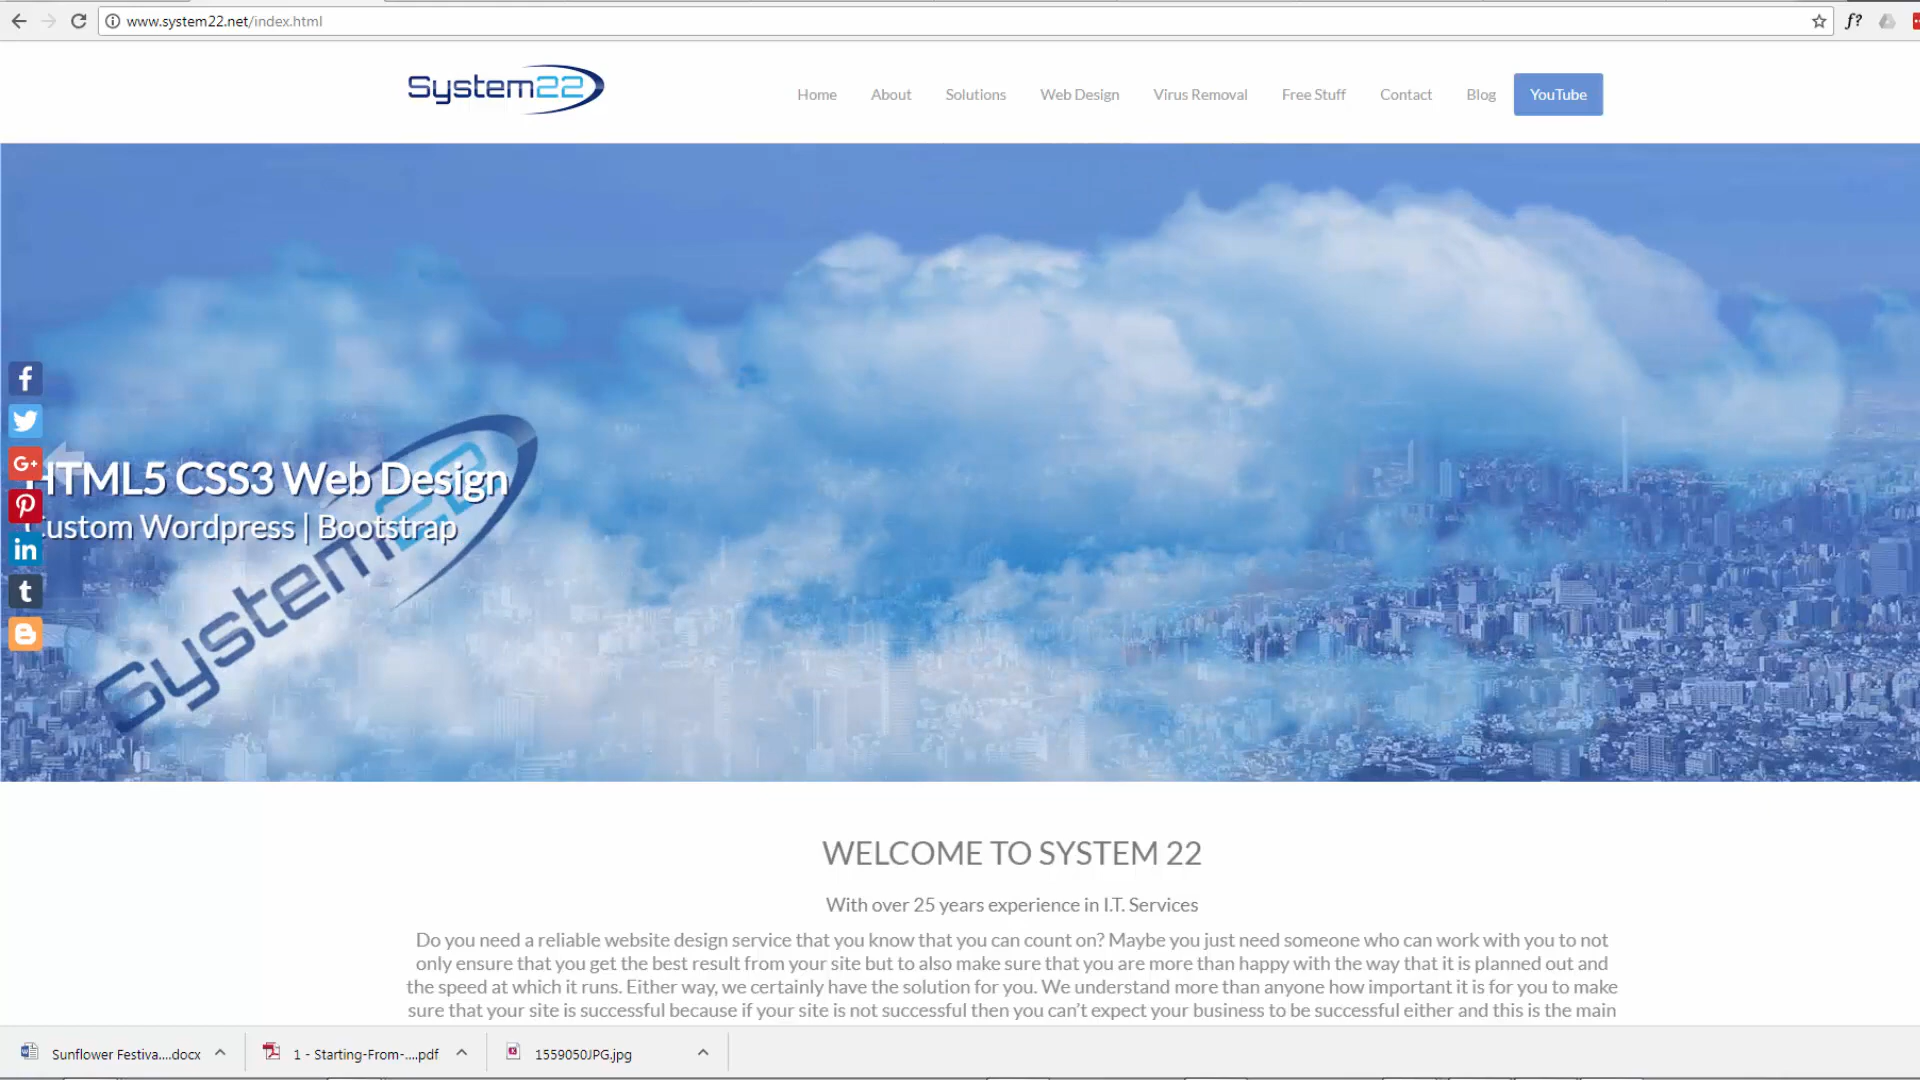 www.system22.net/index.html
f?
System22
Home
About
Solutions
Web Design
Virus Removal
Free Stuff
Contact
Blog
YouTube
HTML5 CSS3 Web Design
Custom Wordpress | Bootstrap
System22
WELCOME TO SYSTEM 22
With over 25 years experience in I.T. Services
Do you need a reliable website design service that you know that you can count on? Maybe you just need someone who can work with you to not
only ensure that you get the best result from your site but to also make sure that you are more than happy with the way that it is planned out and
the speed at which it runs. Either way, we certainly have the solution for you. We understand more than anyone how important it is for you to make
sure that your site is successful because if your site is not successful then you can’t expect your business to be successful either and this is the main
Sunflower Festiva....docx
1 - Starting-From-....pdf
1559050JPG.jpg